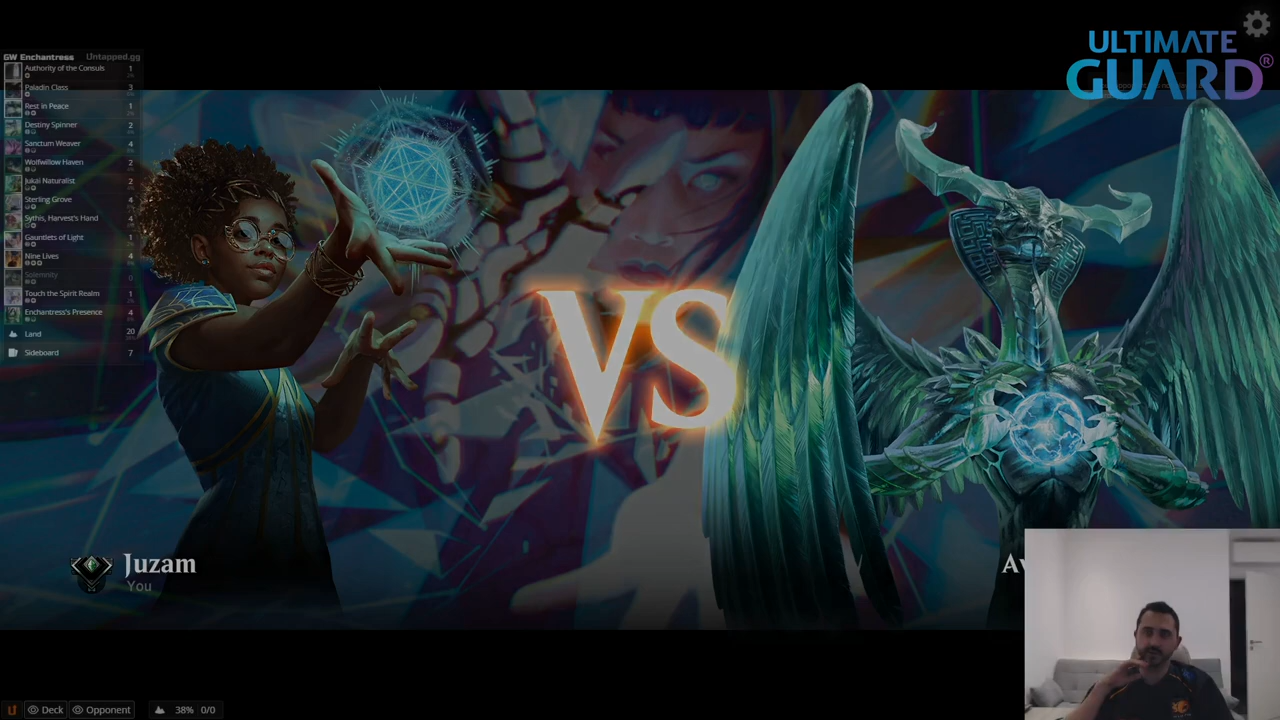 ULTIMATE
GUARD®
GW Enchantress Untapped.gg
Authority of the Consuls 1
Paladin Class 3
Rest in Peace 1
Destiny Spinner 2
Sanctum Weaver 4
Wolfwillow Haven 2
Jukai Naturalist 2
Sterling Grove 4
Sythis, Harvest's Hand 4
Gauntlets of Light 1
Nine Lives 4
Solemnity 0
Touch the Spirit Realm 1
Enchantress's Presence 4
Land 20
Sideboard 7
VS
Juzam
You
Deck Opponent 38% 0/0